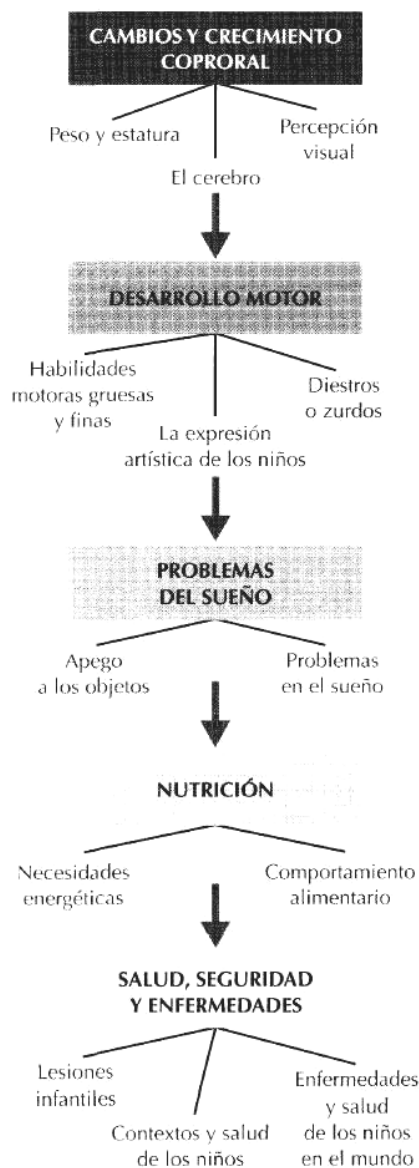 CAMBIOS Y CRECIMIENTO
COPRORAL
Peso y estatura
Percepción
visual
El cerebro
DESARROLLO MOTOR
Habilidades
motoras gruesas
y finas
Diestros
o zurdos
La expresión
artística de los niños
PROBLEMAS
DEL SUEÑO
Apego
a los objetos
Problemas
en el sueño
NUTRICIÓN
Necesidades
energéticas
Comportamiento
alimentario
SALUD, SEGURIDAD
Y ENFERMEDADES
Lesiones
infantiles
Contextos y salud
de los niños
Enfermedades
y salud
de los niños
en el mundo